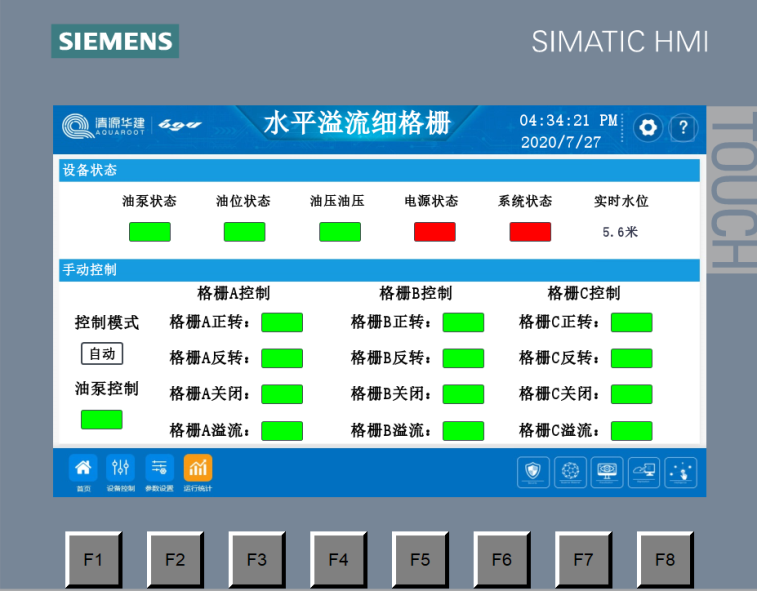 SIEMENS
SIMATIC HMI
TOUCH
清源华建
AQUAROOT
水平溢流细格栅
04:34:21 PM
2020/7/27
?
设备状态
油泵状态 油位状态 油压油压 电源状态 系统状态 实时水位
5.6米
手动控制
格栅A控制 格栅B控制 格栅C控制
控制模式 格栅A正转： 格栅B正转： 格栅C正转：
自动 格栅A反转： 格栅B反转： 格栅C反转：
油泵控制 格栅A关闭： 格栅B关闭： 格栅C关闭：
格栅A溢流： 格栅B溢流： 格栅C溢流：
首页 设备控制 参数设置 运行统计
F1 F2 F3 F4 F5 F6 F7 F8